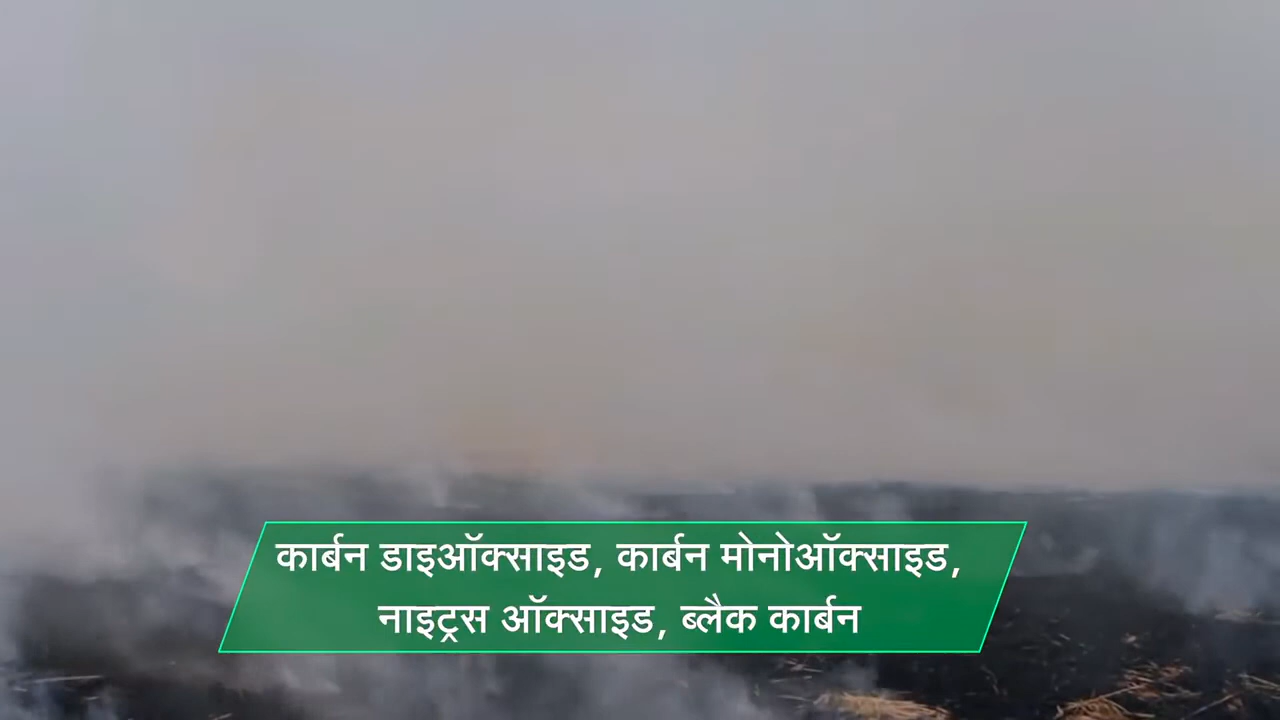 कार्बन डाइऑक्साइड, कार्बन मोनोऑक्साइड,
नाइट्रस ऑक्साइड, ब्लैक कार्बन